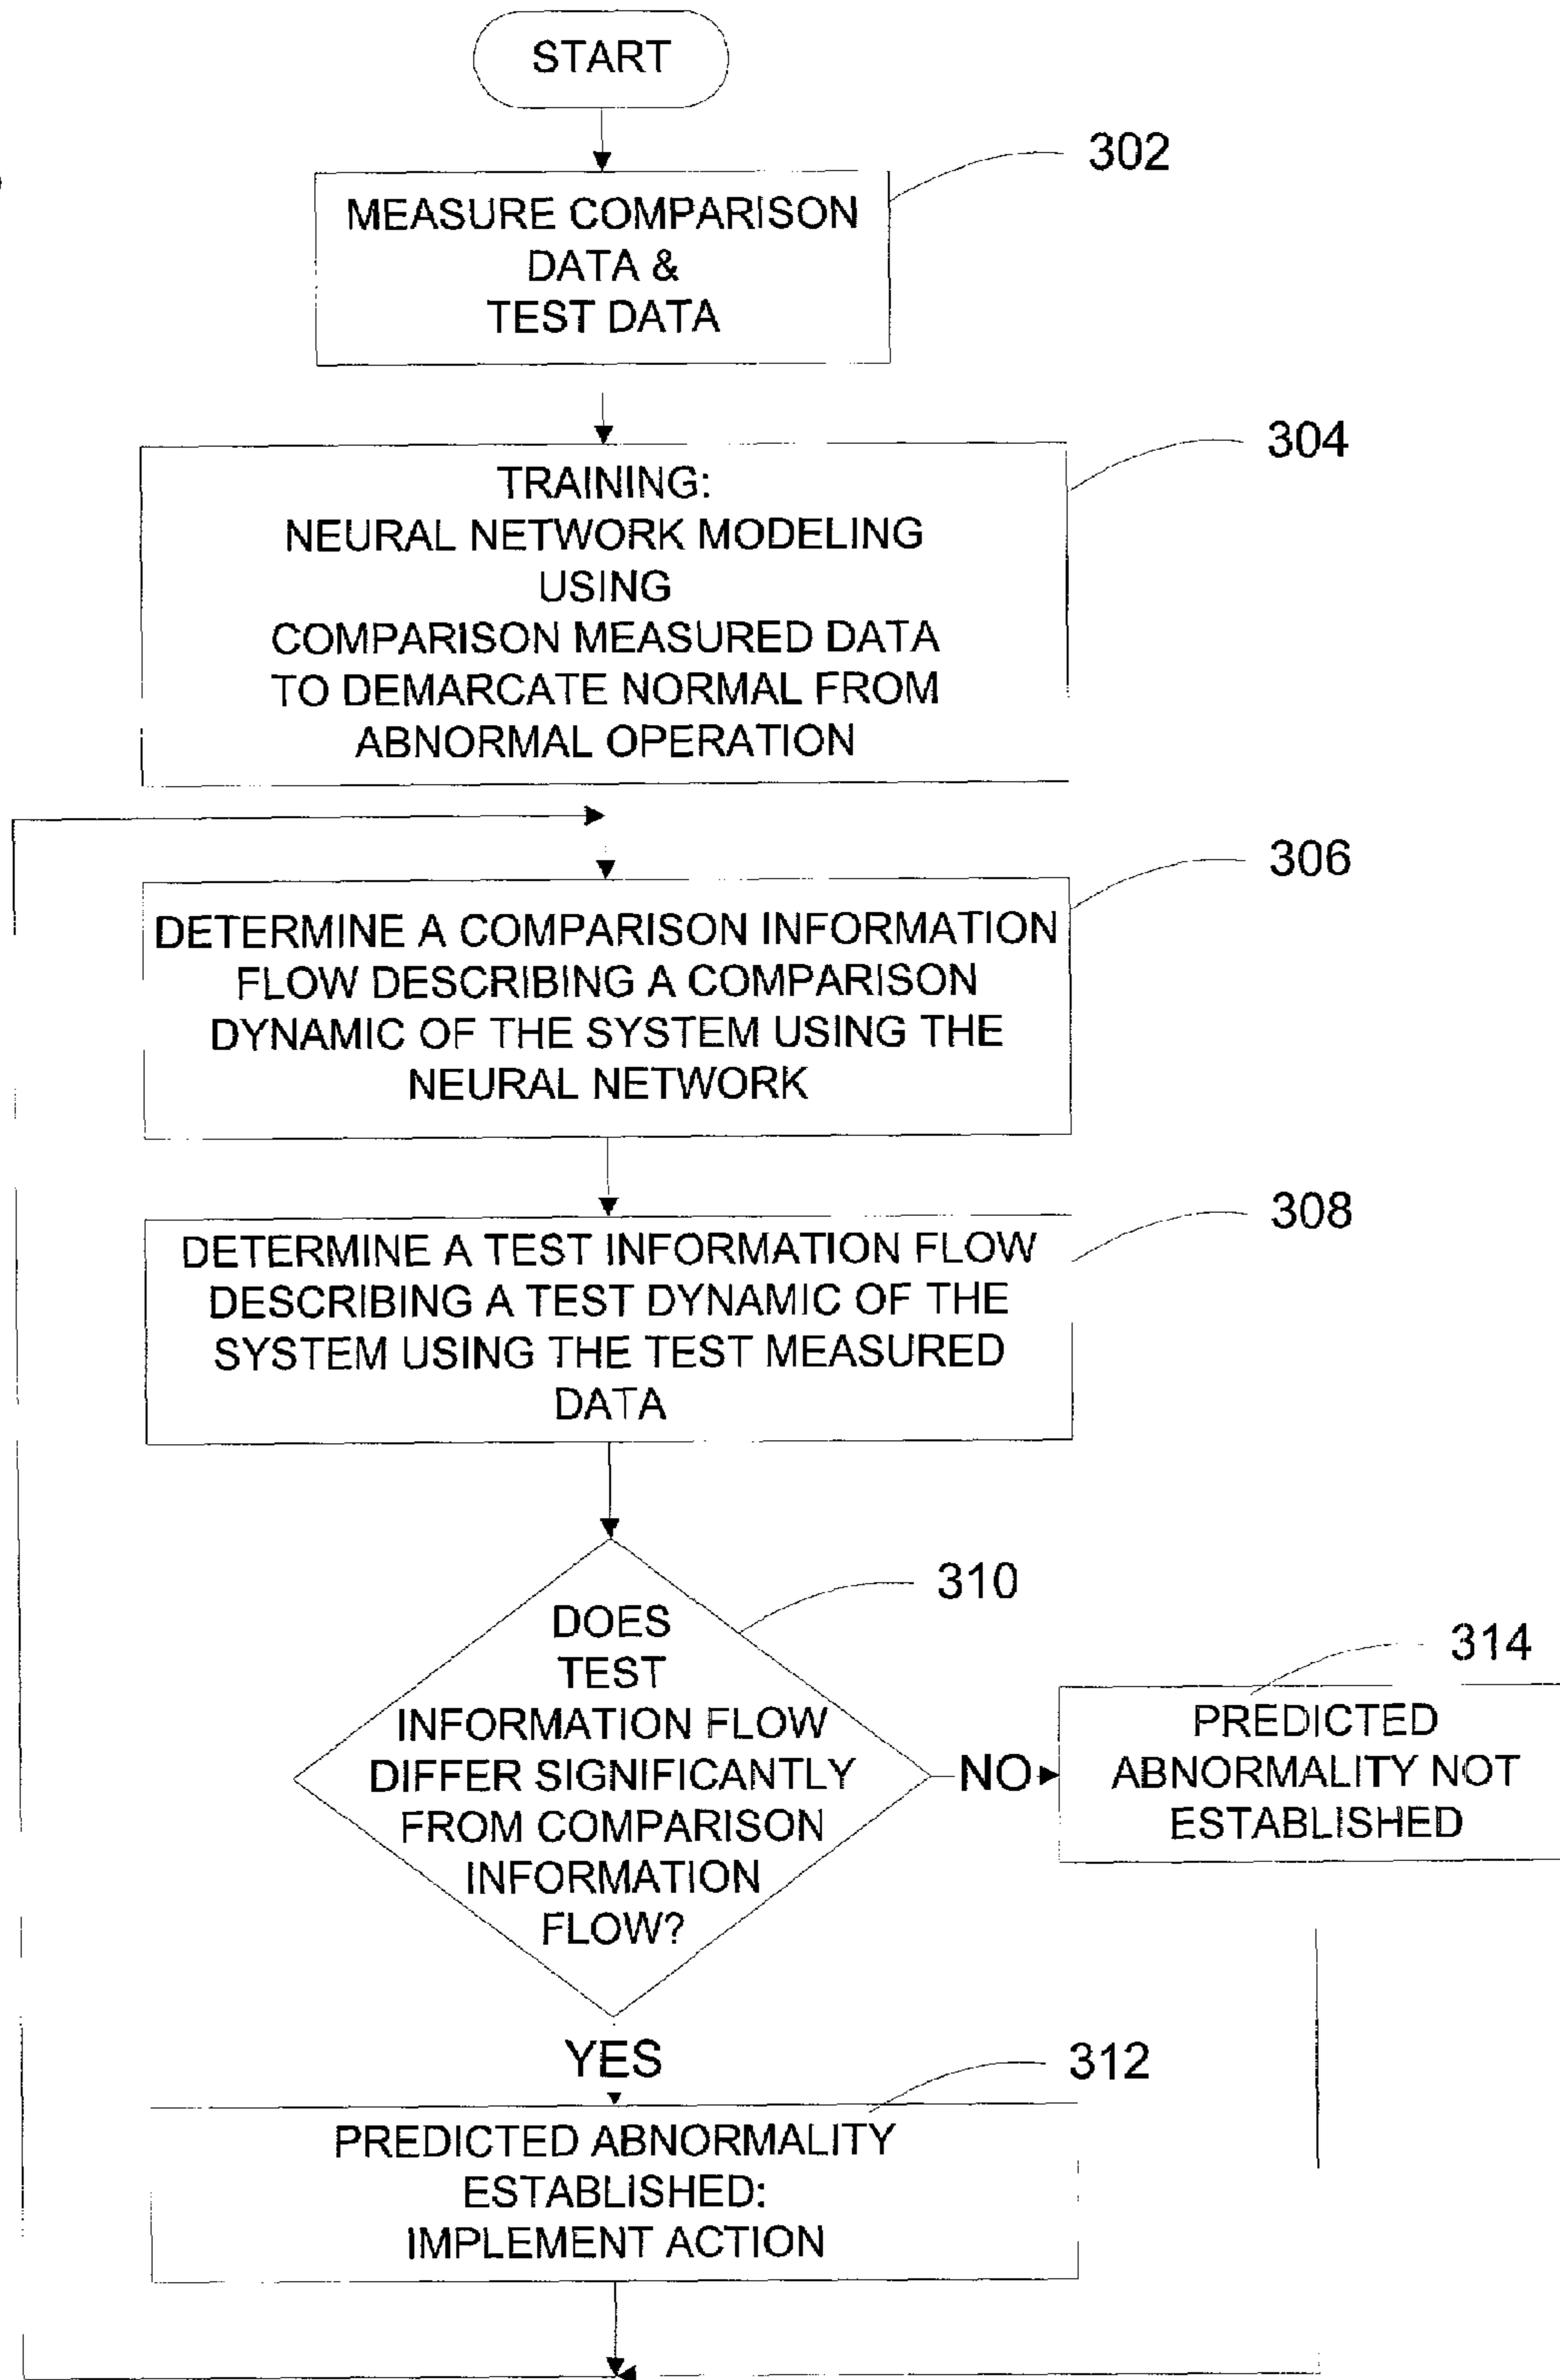 START
302
MEASURE COMPARISON
DATA &
TEST DATA
304
TRAINING:
NEURAL NETWORK MODELING
USING
COMPARISON MEASURED DATA
TO DEMARCATE NORMAL FROM
ABNORMAL OPERATION
306
DETERMINE A COMPARISON INFORMATION
FLOW DESCRIBING A COMPARISON
DYNAMIC OF THE SYSTEM USING THE
NEURAL NETWORK
308
DETERMINE A TEST INFORMATION FLOW
DESCRIBING A TEST DYNAMIC OF THE
SYSTEM USING THE TEST MEASURED
DATA
310
DOES
TEST
INFORMATION FLOW
DIFFER SIGNIFICANTLY
FROM COMPARISON
INFORMATION
FLOW?
NO
314
PREDICTED
ABNORMALITY NOT
ESTABLISHED
YES
312
PREDICTED ABNORMALITY
ESTABLISHED:
IMPLEMENT ACTION